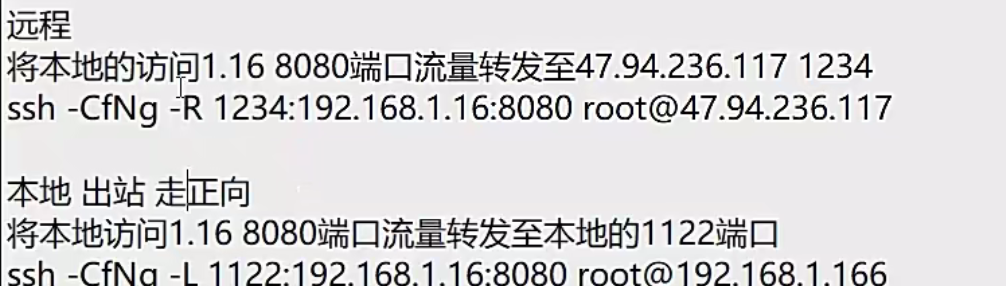 远程
将本地的访问1.16 8080端口流量转发至47.94.236.117 1234
ssh -CfNg -R 1234:192.168.1.16:8080 root@47.94.236.117
本地 出站 走正向
将本地访问1.16 8080端口流量转发至本地的1122端口
ssh -CfNg -L 1122:192.168.1.16:8080 root@192.168.1.166